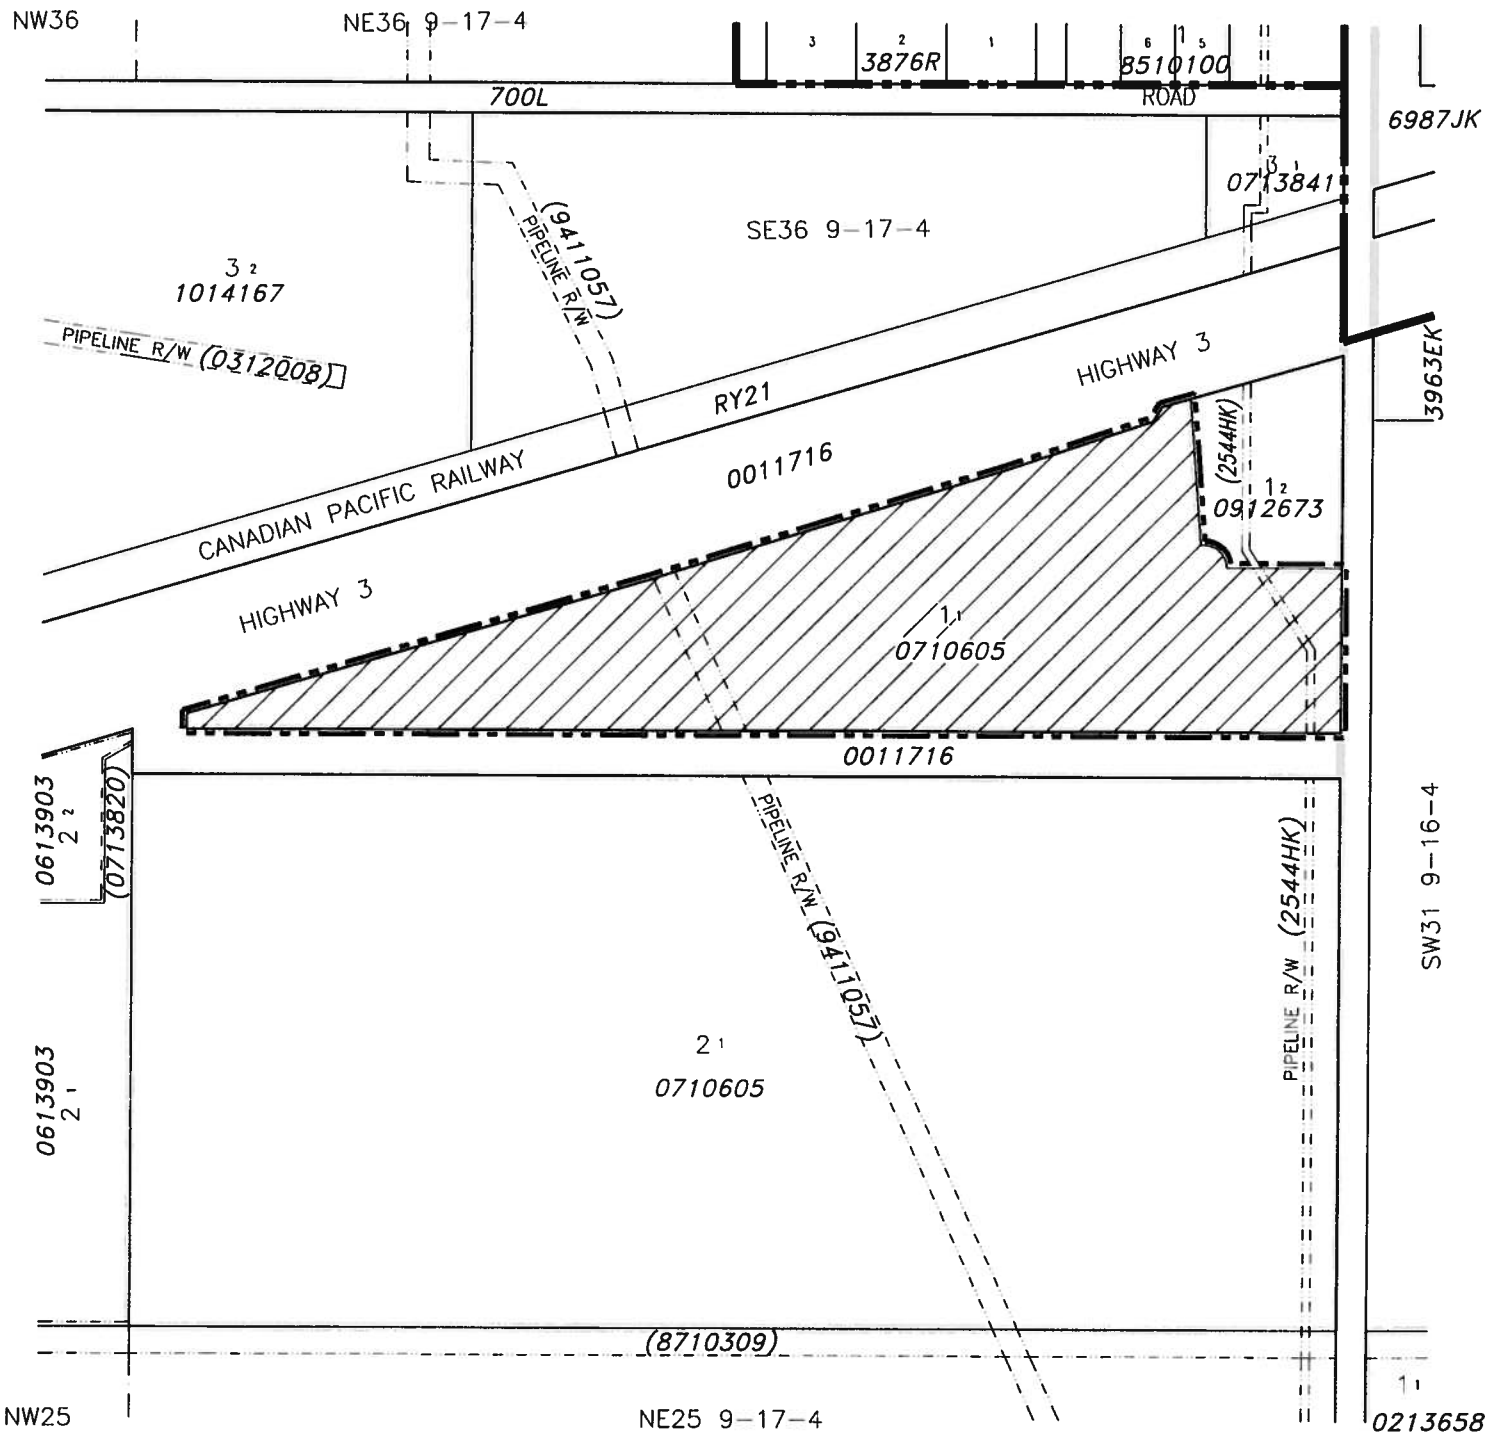 NW36
NE36 9-17-4
3
2
1
3876R
6
1
5
8510100
700L
ROAD
6987JK
3 1
0713841
SE36 9-17-4
(9411057)
PIPELINE R/W
3 2
1014167
PIPELINE R/W (0312008)
HIGHWAY 3
3963EK
RY21
(2544HK)
0011716
CANADIAN PACIFIC RAILWAY
1 2
0912673
HIGHWAY 3
1 1
0710605
0011716
0613903
2 2
(0713820)
PIPELINE R/W (9411057)
PIPELINE R/W (2544HK)
SW31 9-16-4
2 1
0710605
0613903
2 1
(8710309)
1 1
0213658
NW25
NE25 9-17-4